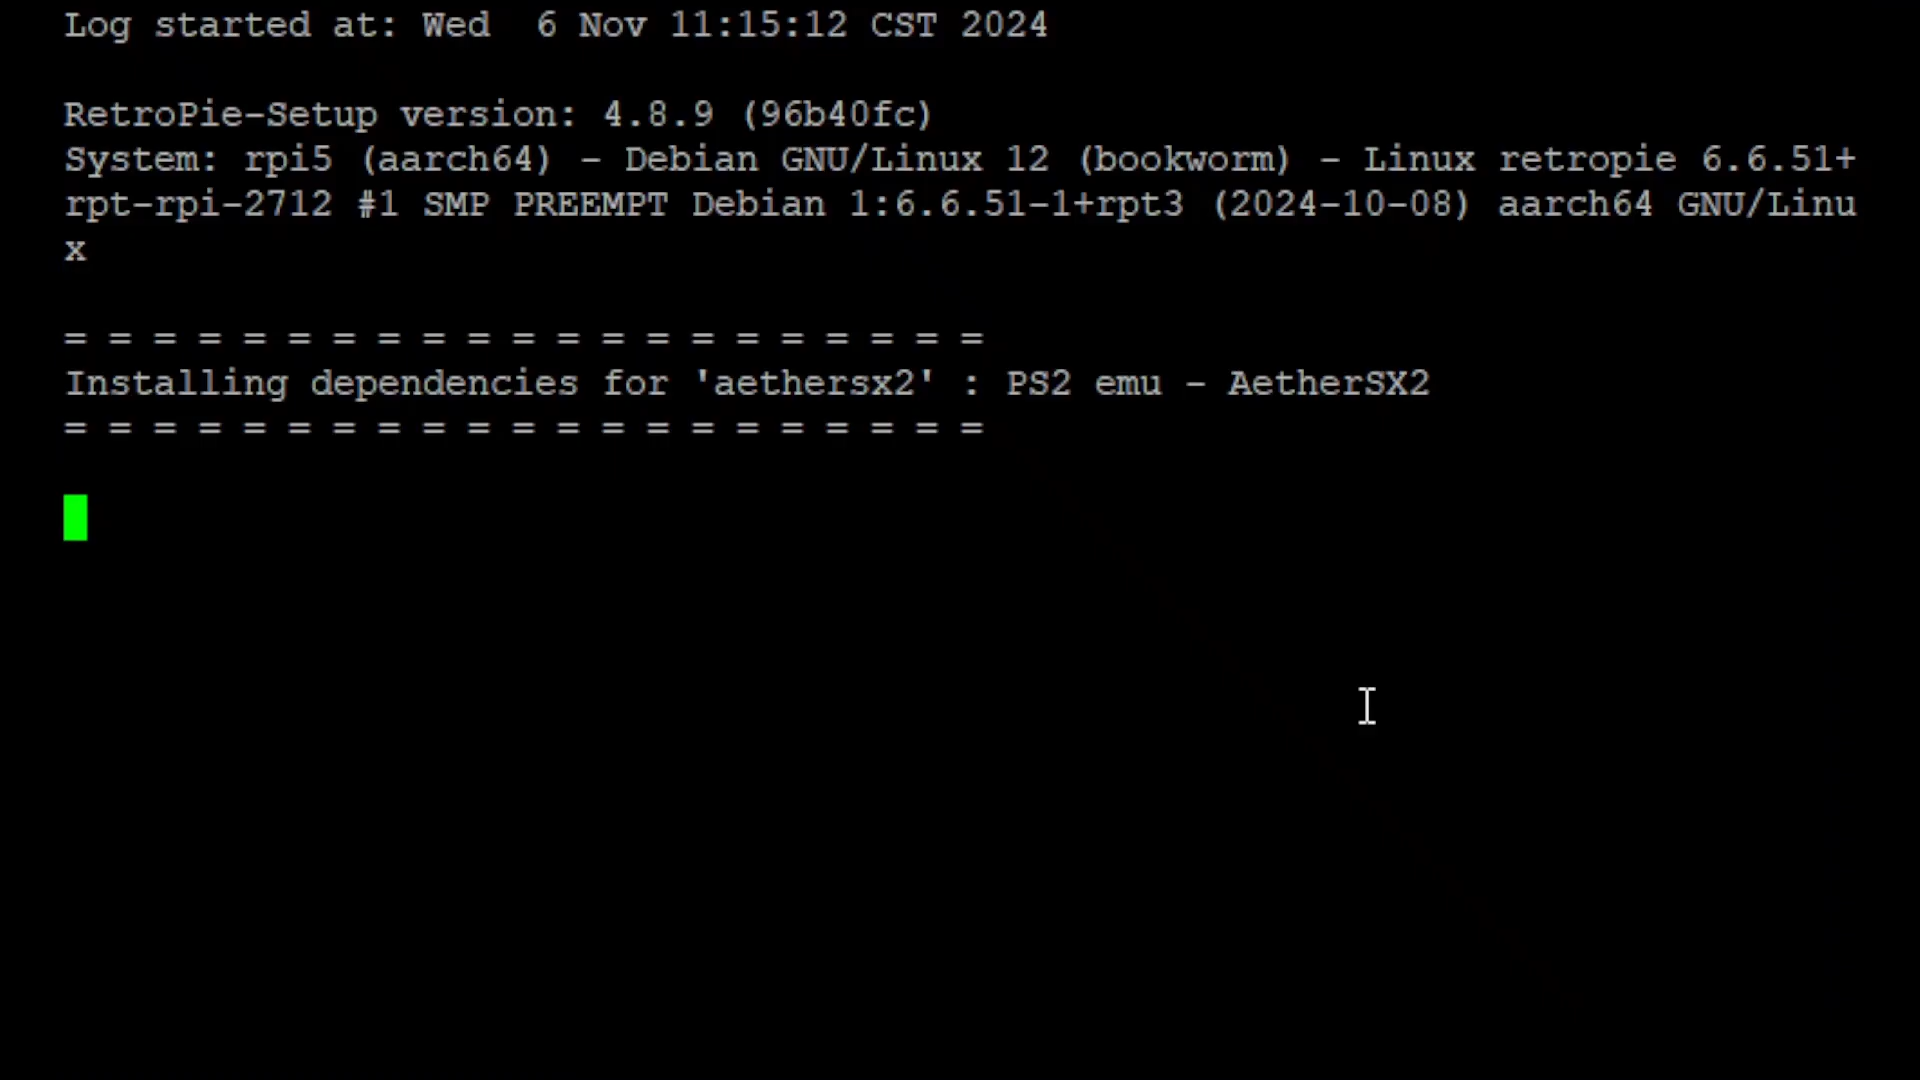 Log started at: Wed  6 Nov 11:15:12 CST 2024
RetroPie-Setup version: 4.8.9 (96b40fc)
System: rpi5 (aarch64) - Debian GNU/Linux 12 (bookworm) - Linux retropie 6.6.51+
rpt-rpi-2712 #1 SMP PREEMPT Debian 1:6.6.51-1+rpt3 (2024-10-08) aarch64 GNU/Linu
x
= = = = = = = = = = = = = = = = = = = = =
Installing dependencies for 'aethersx2' : PS2 emu - AetherSX2
= = = = = = = = = = = = = = = = = = = = =